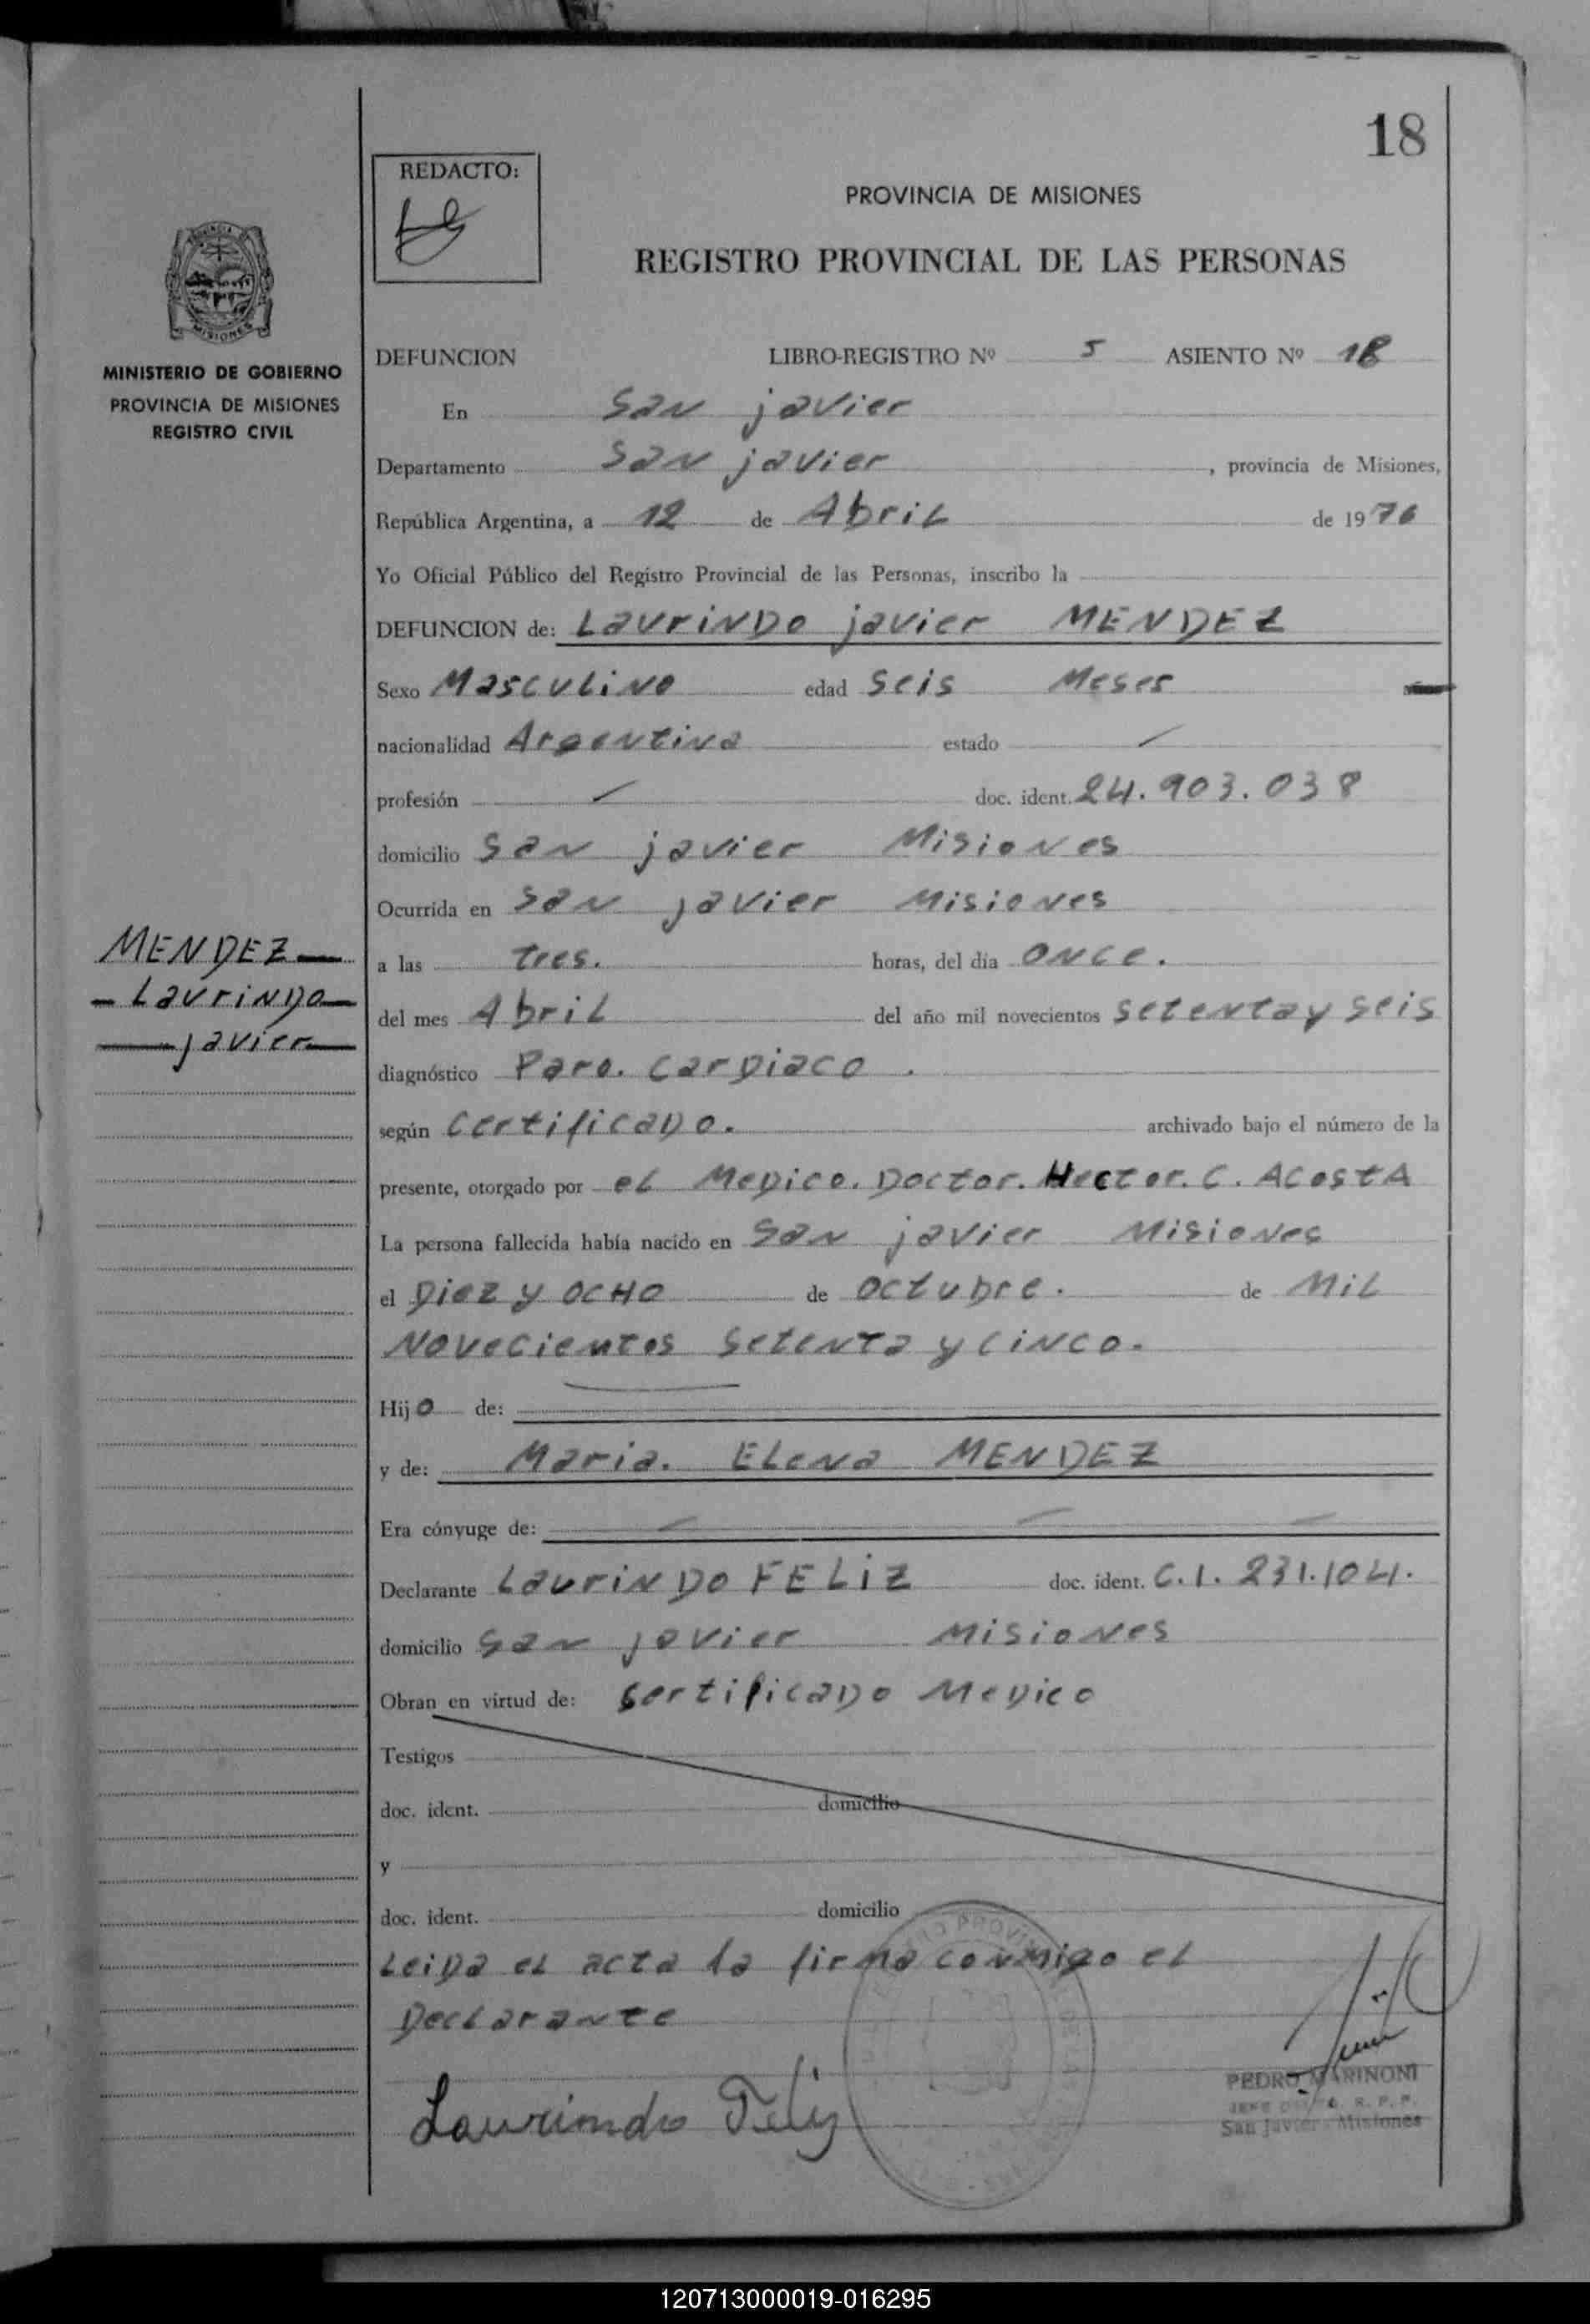 18
REDACTO:
PROVINCIA DE MISIONES
REGISTRO PROVINCIAL DE LAS PERSONAS
MINISTERIO DE GOBIERNO
PROVINCIA DE MISIONES
REGISTRO CIVIL
DEFUNCION LIBRO-REGISTRO Nº 5 ASIENTO Nº 18
En San javier
Departamento San javier, provincia de Misiones,
República Argentina, a 12 de Abril de 1976
Yo Oficial Público del Registro Provincial de las Personas, inscribo la
DEFUNCION de: Laurindo javier MENDEZ
Sexo Masculino edad seis Meses
nacionalidad Argentina estado
profesión doc. ident. 24.903.038
domicilio San javier Misiones
Ocurrida en San javier Misiones
a las tres. horas, del día once.
del mes Abril del año mil novecientos setenta y seis
diagnóstico Paro. cardiaco.
según certificado. archivado bajo el número de la
presente, otorgado por el Medico. Doctor. Hector. C. Acosta
La persona fallecida había nacido en San javier Misiones
el Diez y ocho de octubre. de Mil
Novecientos setenta y cinco.
Hijo de:
y de: Maria. Elena MENDEZ
Era cónyuge de:
Declarante Laurindo FELiZ doc. ident. C.I. 231.104.
domicilio San javier Misiones
Obran en virtud de: Sertificado Medico
Testigos
doc. ident. domicilio
y
doc. ident. domicilio
Leida el acta la firma conmigo el
Declarante
Laurindo Feliz
PEDRO MARINONI
San Javier - Misiones
MENDEZ
Laurindo
javier
120713000019-016295